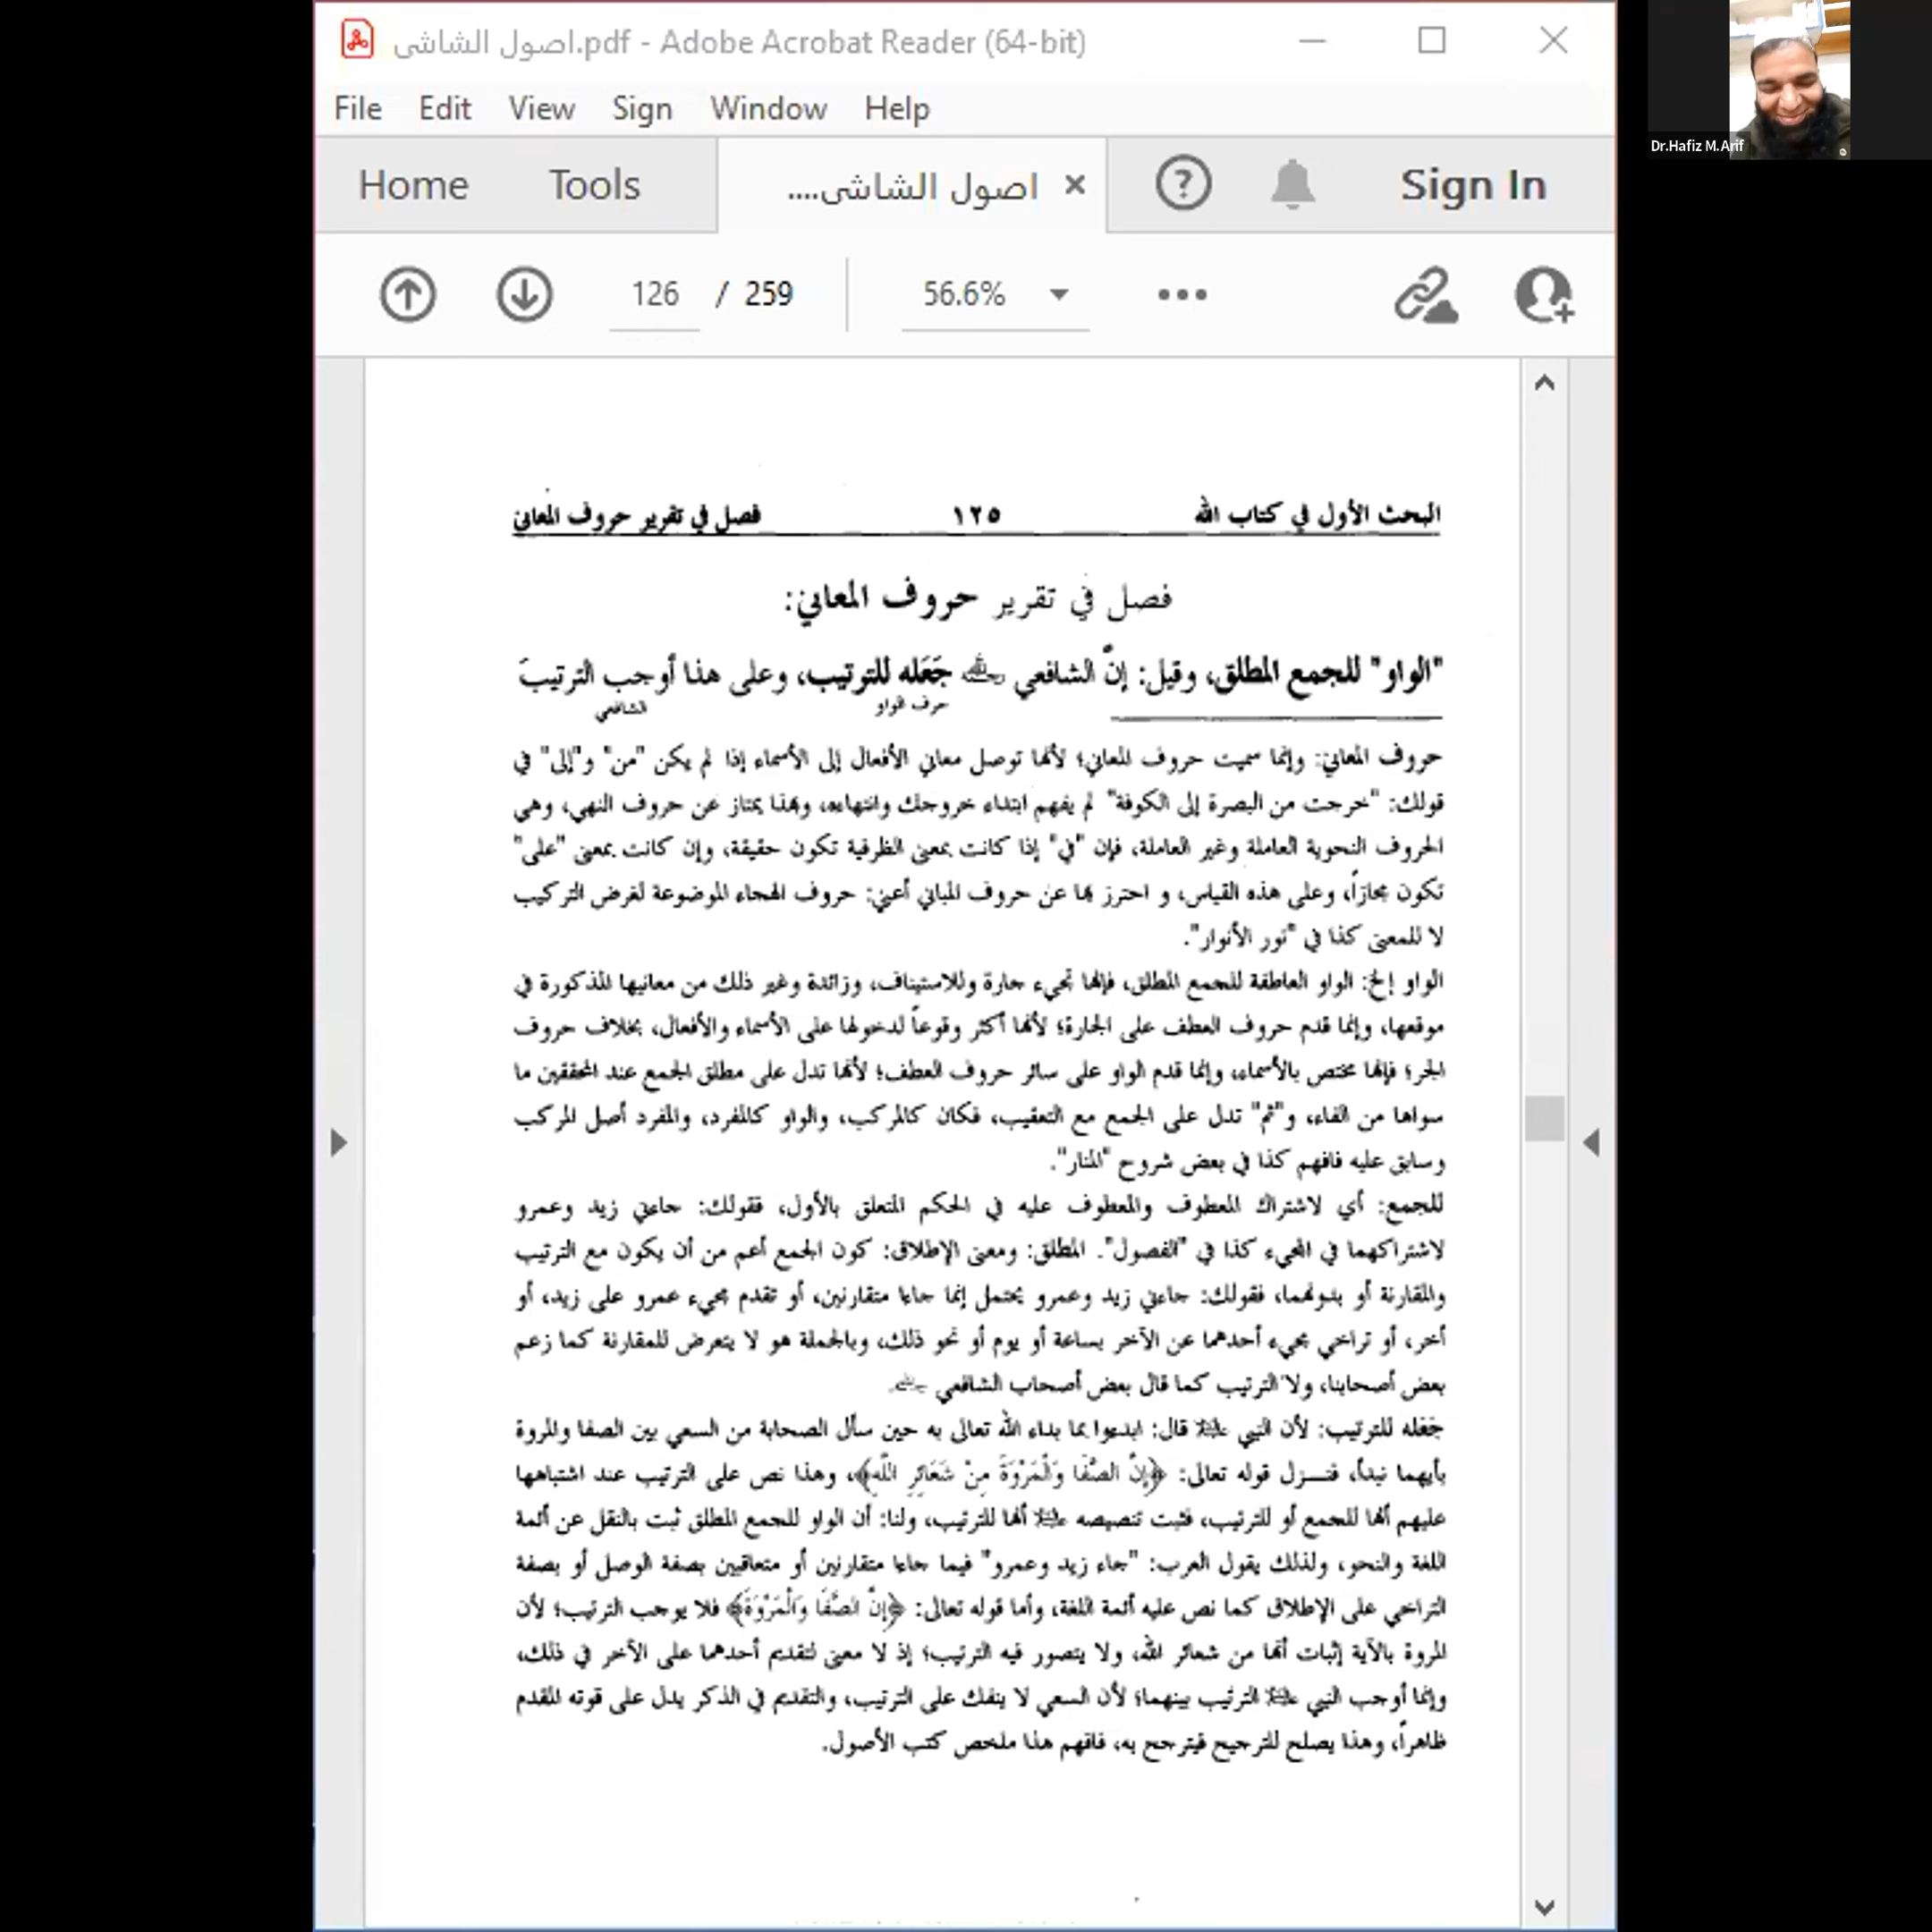 اصول الشاشى.pdf - Adobe Acrobat Reader (64-bit)
File Edit View Sign Window Help
Home Tools اصول الشاشى.... Sign In
126 / 259 56.6%
Dr.Hafiz M.Arif
البحث الأول في كتاب الله ١٢٥ فصل في تقرير حروف المعاني
فصل في تقرير حروف المعاني:
"الواو" للجمع المطلق، وقيل: إنّ الشافعي جَعَله للترتيب، وعلى هذا أوجب الترتيبَ
حرف الواو الشافعي
حروف المعاني: وإنما سميت حروف المعاني؛ لأنها توصل معاني الأفعال إلى الأسماء إذا لم يكن "من" و"إلى" في
قولك: "خرجت من البصرة إلى الكوفة" لم يفهم ابتداء خروجك وانتهاءه، وبهذا يمتاز عن حروف النهي، وهي
الحروف النحوية العاملة وغير العاملة، فإن "في" إذا كانت بمعنى الظرفية تكون حقيقة، وإن كانت بمعنى "على"
تكون مجازاً، وعلى هذه القياس، و احترز بها عن حروف المباني أعني: حروف الهجاء الموضوعة لغرض التركيب
لا للمعنى كذا في "نور الأنوار".
الواو إلخ: الواو العاطفة للجمع المطلق، فإنها تجيء جارة وللاستيناف، وزائدة وغير ذلك من معانيها المذكورة في
موقعها، وإنما قدم حروف العطف على الجارة؛ لأنها أكثر وقوعاً لدخولها على الأسماء والأفعال، بخلاف حروف
الجر؛ فإنها مختص بالأسماء، وإنما قدم الواو على سائر حروف العطف؛ لأنها تدل على مطلق الجمع عند المحققين ما
سواها من الفاء، و"ثم" تدل على الجمع مع التعقيب، فكان كالمركب، والواو كالمفرد، والمفرد أصل المركب
وسابق عليه فافهم كذا في بعض شروح "المنار".
للجمع: أي لاشتراك المعطوف والمعطوف عليه في الحكم المتعلق بالأول، فقولك: جاءني زيد وعمرو
لاشتراكهما في المجيء كذا في "الفصول". المطلق: ومعنى الإطلاق: كون الجمع أعم من أن يكون مع الترتيب
والمقارنة أو بدونهما، فقولك: جاءني زيد وعمرو يحتمل إنما جاءا متقارنين، أو تقدم مجيء عمرو على زيد، أو
أخر، أو تراخي مجيء أحدهما عن الآخر بساعة أو يوم أو نحو ذلك، وبالجملة هو لا يتعرض للمقارنة كما زعم
بعض أصحابنا، ولا الترتيب كما قال بعض أصحاب الشافعي
جَعَله للترتيب: لأن النبي ﷺ قال: ابدءوا بما بداء الله تعالى به حين سأل الصحابة من السعي بين الصفا والمروة
بأيهما نبدأ، فنـزل قوله تعالى: ﴿إِنَّ الصَّفَا وَالْمَرْوَةَ مِنْ شَعَائِرِ اللَّهِ﴾، وهذا نص على الترتيب عند اشتباهها
عليهم أنها للجمع أو للترتيب، فثبت تنصيصه أنها للترتيب، ولنا: أن الواو للجمع المطلق ثبت بالنقل عن أئمة
اللغة والنحو، ولذلك يقول العرب: "جاء زيد وعمرو" فيما جاءا متقارنين أو متعاقبين بصفة الوصل أو بصفة
التراخي على الإطلاق كما نص عليه أئمة اللغة، وأما قوله تعالى: ﴿إِنَّ الصَّفَا وَالْمَرْوَةَ﴾ فلا يوجب الترتيب؛ لأن
المروة بالآية إثبات أنها من شعائر الله، ولا يتصور فيه الترتيب؛ إذ لا معنى لتقديم أحدهما على الآخر في ذلك،
وإنما أوجب النبي ﷺ الترتيب بينهما؛ لأن السعي لا ينفك على الترتيب، والتقديم في الذكر يدل على قوته المقدم
ظاهراً، وهذا يصلح للترجيح فيترجح به، فافهم هذا ملخص كتب الأصول.